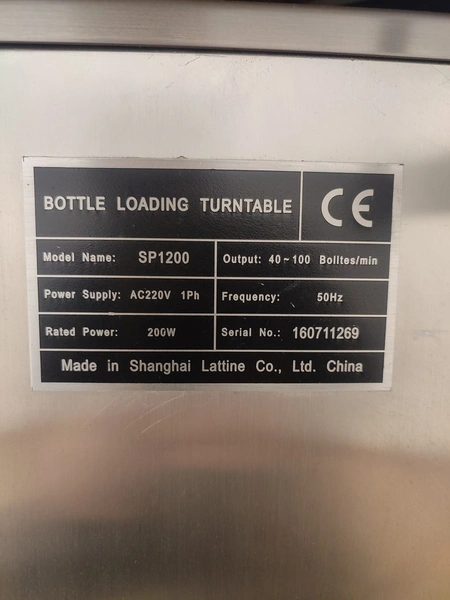 BOTTLE LOADING TURNTABLE
CE
Model Name: SP1200
Output: 40~100 Bolltes/min
Power Supply: AC220V 1Ph
Frequency: 50Hz
Rated Power: 200W
Serial No.: 160711269
Made in Shanghai Lattine Co., Ltd. China